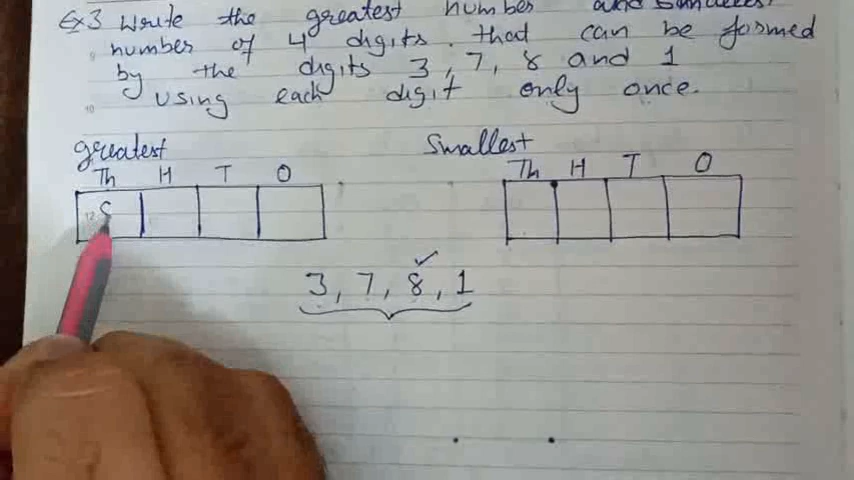 Ex3 Write the greatest number and smallest
number of 4 digits. that can be formed
by the digits 3, 7, 8 and 1
using each digit only once.
greatest Smallest
Th H T O Th H T O
3, 7, 8, 1